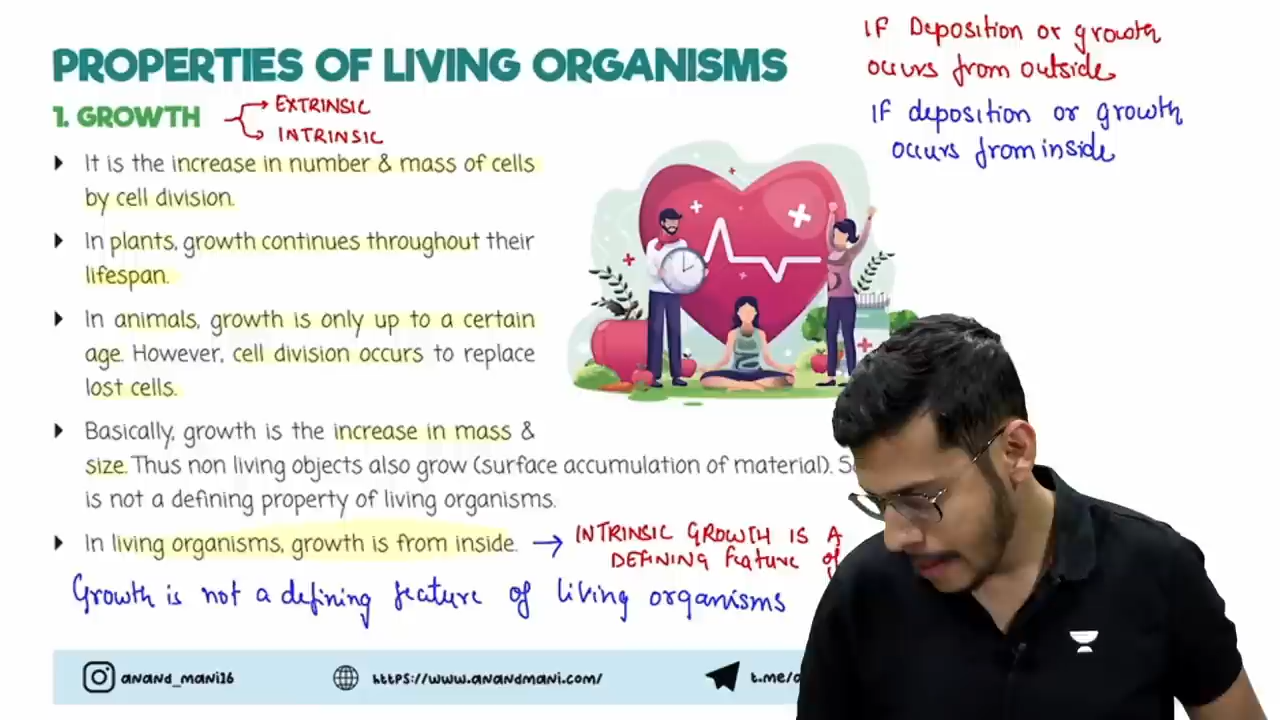 PROPERTIES OF LIVING ORGANISMS
1. GROWTH
EXTRINSIC
INTRINSIC
IF Deposition or growth
occurs from outside
IF deposition or growth
occurs from inside
It is the increase in number & mass of cells
by cell division.
In plants, growth continues throughout their
lifespan.
In animals, growth is only up to a certain
age. However, cell division occurs to replace
lost cells.
Basically, growth is the increase in mass &
size. Thus non living objects also grow (surface accumulation of material).
is not a defining property of living organisms.
In living organisms, growth is from inside. → INTRINSIC GROWTH IS A
DEFINING feature of
Growth is not a defining feature of living organisms
anand_mani16
https://www.anandmani.com/
t.me/